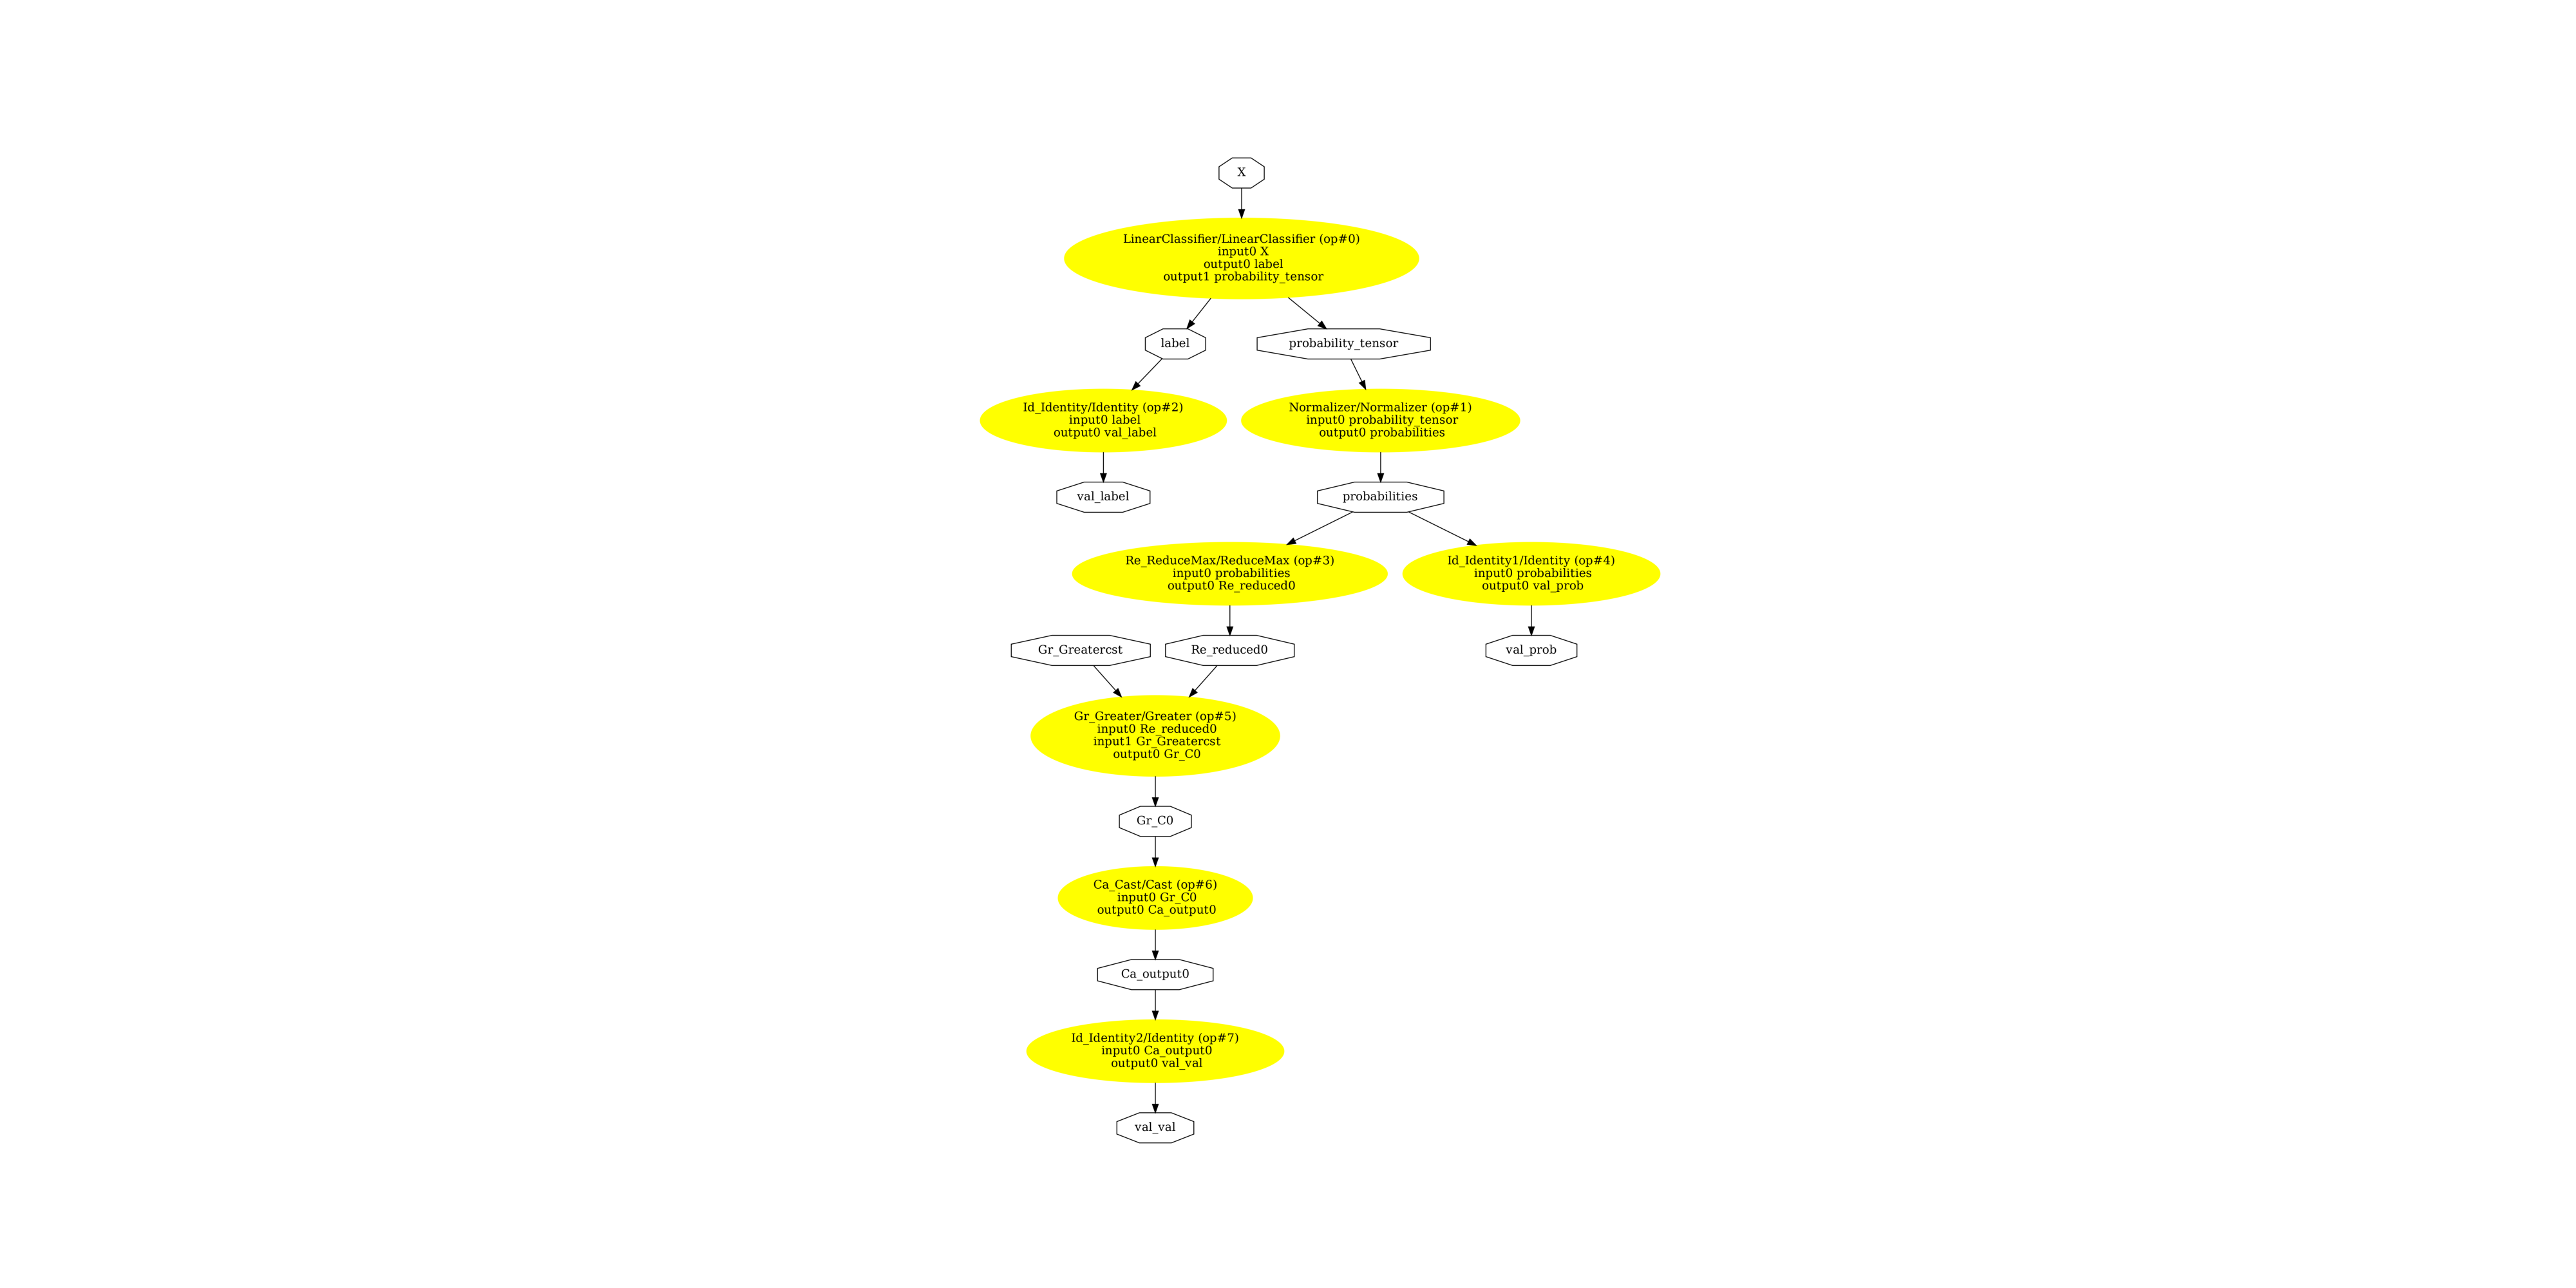 X
LinearClassifier/LinearClassifier (op#0)
input0 X
output0 label
output1 probability_tensor
label
probability_tensor
Id_Identity/Identity (op#2)
input0 label
output0 val_label
Normalizer/Normalizer (op#1)
input0 probability_tensor
output0 probabilities
val_label
probabilities
Re_ReduceMax/ReduceMax (op#3)
input0 probabilities
output0 Re_reduced0
Id_Identity1/Identity (op#4)
input0 probabilities
output0 val_prob
Gr_Greatercst
Re_reduced0
val_prob
Gr_Greater/Greater (op#5)
input0 Re_reduced0
input1 Gr_Greatercst
output0 Gr_C0
Gr_C0
Ca_Cast/Cast (op#6)
input0 Gr_C0
output0 Ca_output0
Ca_output0
Id_Identity2/Identity (op#7)
input0 Ca_output0
output0 val_val
val_val